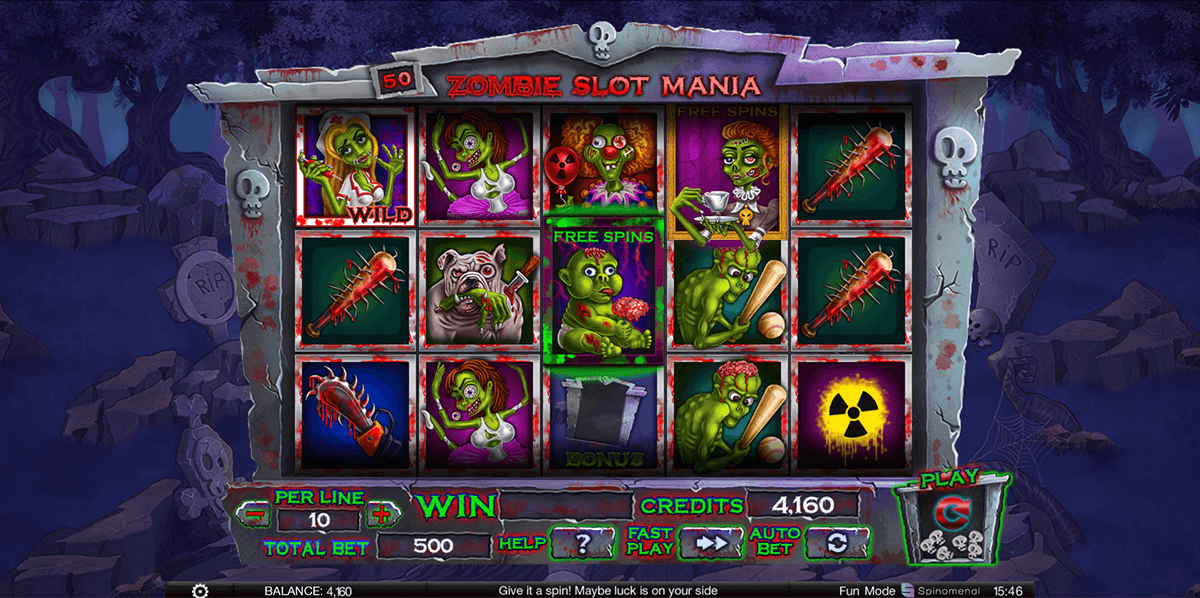 50 ZOMBIE SLOT MANIA
FREE SPINS
WILD
FREE SPINS
RIP
RIP
BONUS
PER LINE
10
WIN
CREDITS 4,160
TOTAL BET 500
HELP ?
FAST PLAY
AUTO BET
PLAY
BALANCE: 4,160
Give it a spin! Maybe luck is on your side
Fun Mode Spinomenal 15:46